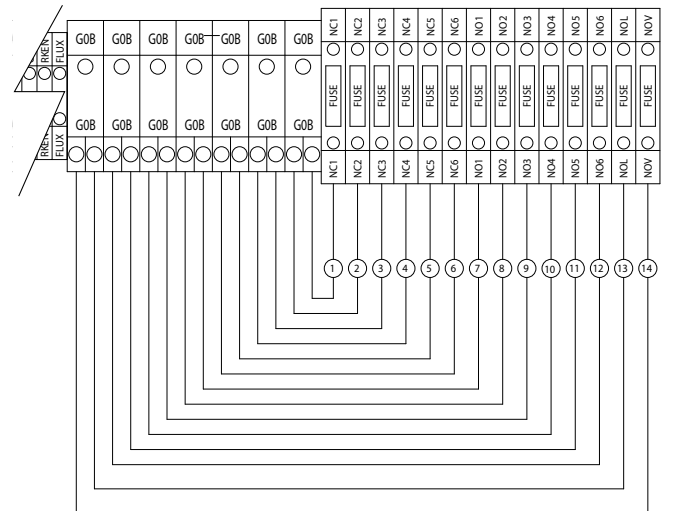 NC1 NC2 NC3 NC4 NC5 NC6 NO1 NO2 NO3 NO4 NO5 NO6 NOL NOV
RKEN FLUX G0B G0B G0B G0B G0B G0B G0B
FUSE FUSE FUSE FUSE FUSE FUSE FUSE FUSE FUSE FUSE FUSE FUSE FUSE FUSE
RKEN FLUX G0B G0B G0B G0B G0B G0B G0B
NC1 NC2 NC3 NC4 NC5 NC6 NO1 NO2 NO3 NO4 NO5 NO6 NOL NOV
1 2 3 4 5 6 7 8 9 10 11 12 13 14